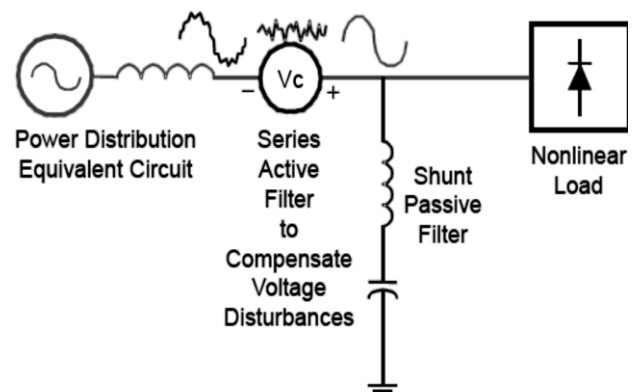 Vc
− +
Power Distribution
Equivalent Circuit
Series
Active
Filter
to
Compensate
Voltage
Disturbances
Shunt
Passive
Filter
Nonlinear
Load